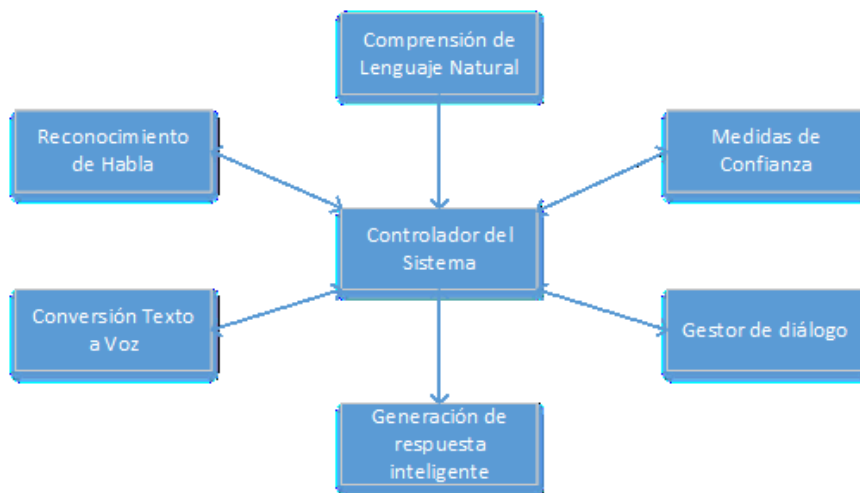 Comprensión de
Lenguaje Natural
Reconocimiento
de Habla
Medidas de
Confianza
Controlador del
Sistema
Conversión Texto
a Voz
Gestor de diálogo
Generación de
respuesta
inteligente